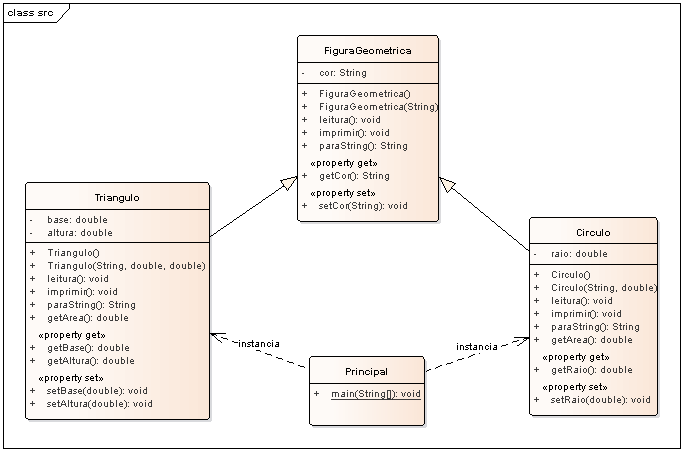 class src
FiguraGeometrica
- cor: String
+ FiguraGeometrica()
+ FiguraGeometrica(String)
+ leitura(): void
+ imprimir(): void
+ paraString(): String
«property get»
+ getCor(): String
«property set»
+ setCor(String): void
Triangulo
- base: double
- altura: double
+ Triangulo()
+ Triangulo(String, double, double)
+ leitura(): void
+ imprimir(): void
+ paraString(): String
+ getArea(): double
«property get»
+ getBase(): double
+ getAltura(): double
«property set»
+ setBase(double): void
+ setAltura(double): void
Circulo
- raio: double
+ Circulo()
+ Circulo(String, double)
+ leitura(): void
+ imprimir(): void
+ paraString(): String
+ getArea(): double
«property get»
+ getRaio(): double
«property set»
+ setRaio(double): void
instancia
instancia
Principal
+ main(String[]): void